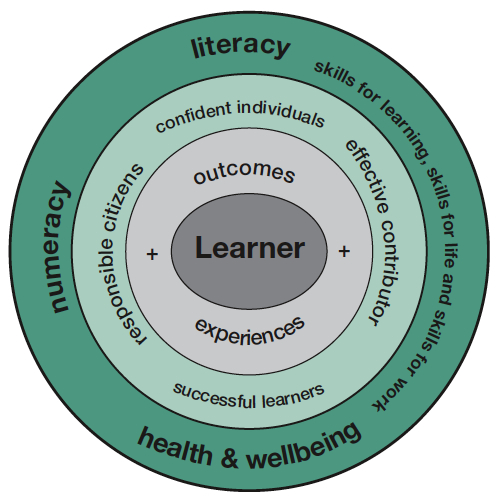 literacy
skills for learning, skills for life and skills for work
numeracy
health & wellbeing
confident individuals
effective contributor
responsible citizens
successful learners
outcomes
+
Learner
+
experiences